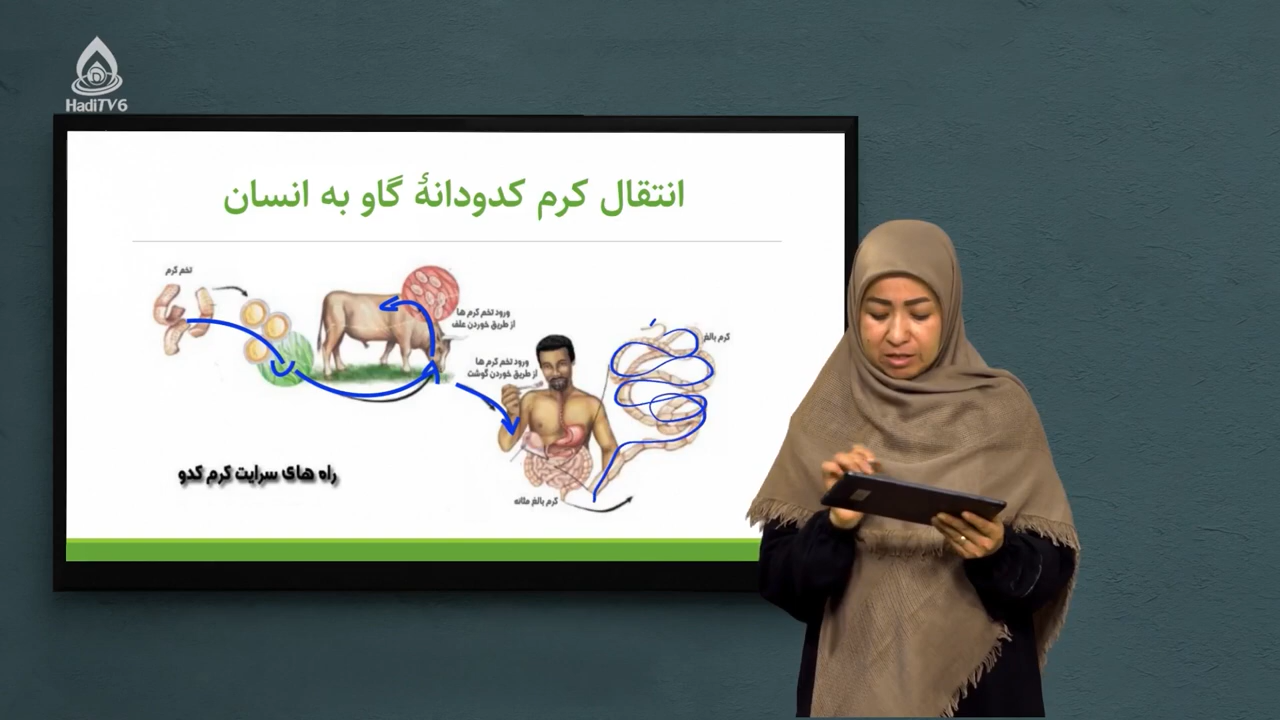 HadiTV6
انتقال کرم کدودانهٔ گاو به انسان
تخم کرم
ورود تخم کرم ها
از طریق خوردن علف
ورود تخم کرم ها
از طریق خوردن گوشت
کرم بالغ
کرم بالغ مثانه
راه های سرایت کرم کدو